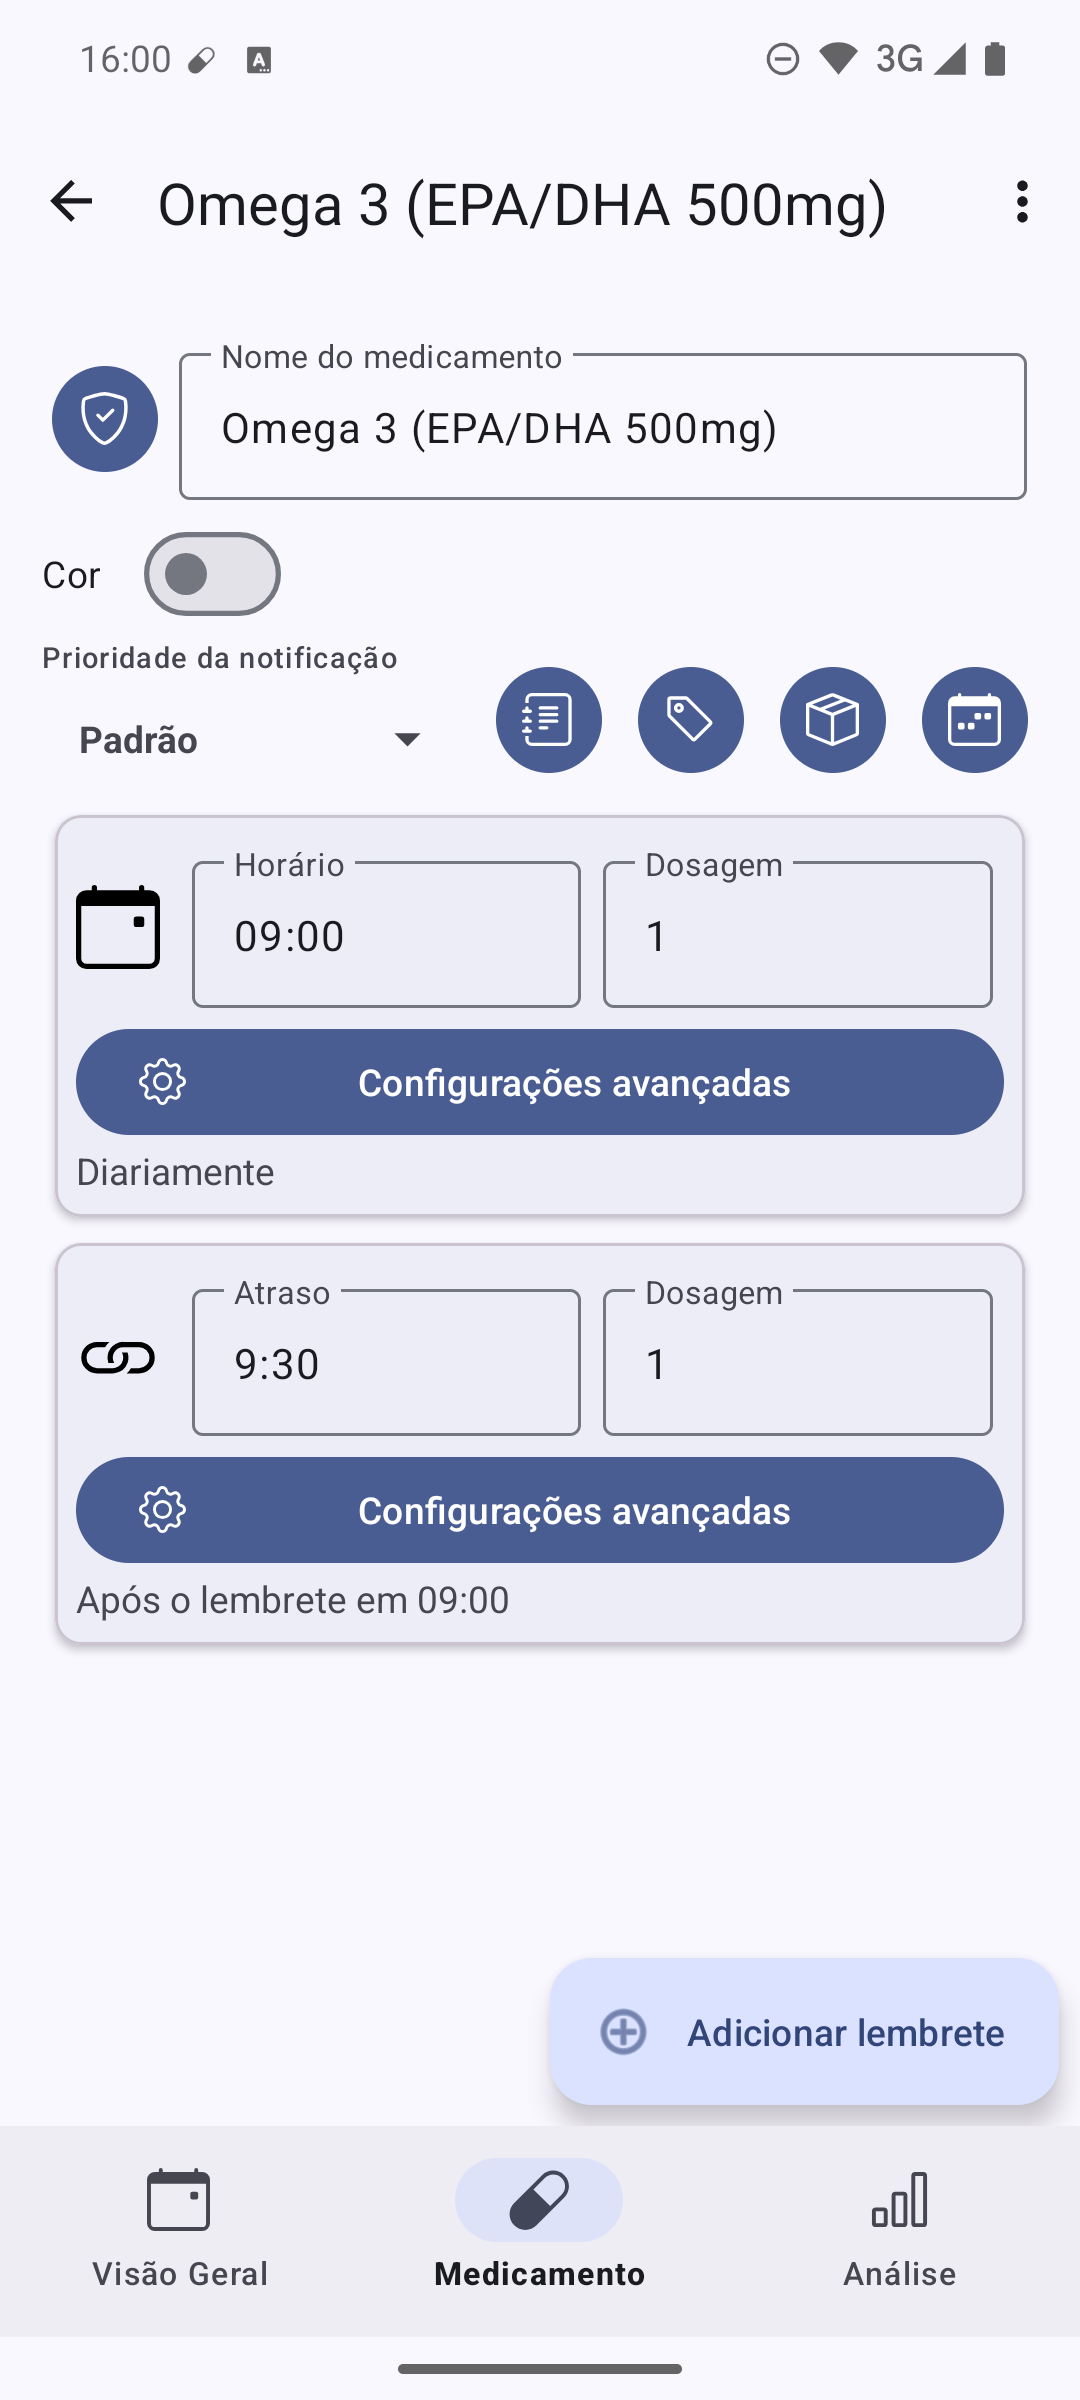 16:00
3G
Omega 3 (EPA/DHA 500mg)
Nome do medicamento
Omega 3 (EPA/DHA 500mg)
Cor
Prioridade da notificação
Padrão
Horário
09:00
Dosagem
1
Configurações avançadas
Diariamente
Atraso
9:30
Dosagem
1
Configurações avançadas
Após o lembrete em 09:00
Adicionar lembrete
Visão Geral
Medicamento
Análise